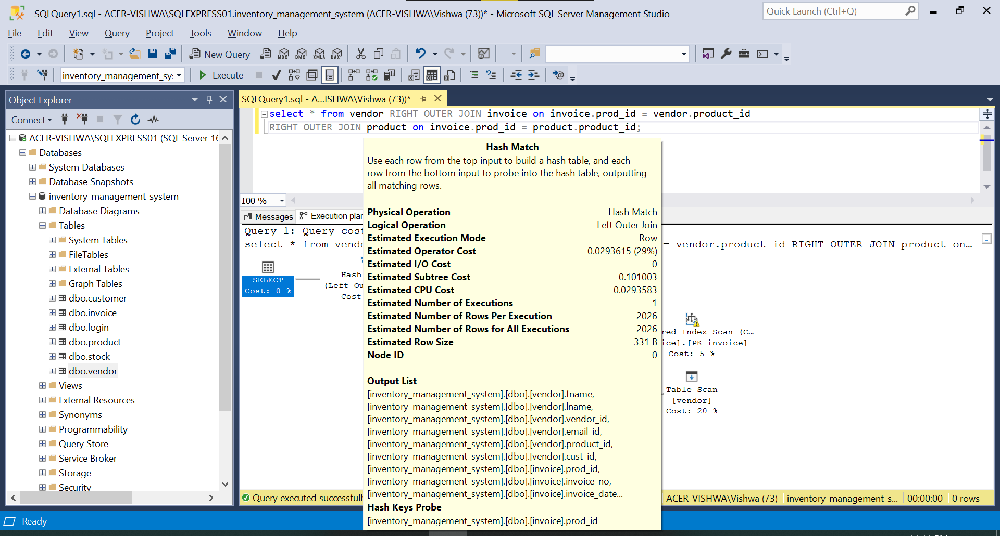 SQLQuery1.sql - ACER-VISHWA\SQLEXPRESS01.inventory_management_system (ACER-VISHWA\Vishwa (73))* - Microsoft SQL Server Management Studio
Quick Launch (Ctrl+Q)
File Edit View Query Project Tools Window Help
New Query MDX DMX XMLA DAX
inventory_management_sys Execute
Object Explorer
SQLQuery1.sql - A...ISHWA\Vishwa (73))*
Connect
select * from vendor RIGHT OUTER JOIN invoice on invoice.prod_id = vendor.product_id
RIGHT OUTER JOIN product on invoice.prod_id = product.product_id;
ACER-VISHWA\SQLEXPRESS01 (SQL Server 16
Databases
System Databases
Database Snapshots
inventory_management_system
Database Diagrams
Tables
System Tables
FileTables
External Tables
Graph Tables
dbo.customer
dbo.invoice
dbo.login
dbo.product
dbo.stock
dbo.vendor
Views
External Resources
Synonyms
Programmability
Query Store
Service Broker
Storage
Security
100 %
Messages Execution plan
Query 1: Query cost
select * from vendo
= vendor.product_id RIGHT OUTER JOIN product on...
SELECT
Cost: 0 %
Hash
(Left Ou
Cost
Hash Match
Use each row from the top input to build a hash table, and each
row from the bottom input to probe into the hash table, outputting
all matching rows.
Physical Operation Hash Match
Logical Operation Left Outer Join
Estimated Execution Mode Row
Estimated Operator Cost 0.0293615 (29%)
Estimated I/O Cost 0
Estimated Subtree Cost 0.101003
Estimated CPU Cost 0.0293583
Estimated Number of Executions 1
Estimated Number of Rows Per Execution 2026
Estimated Number of Rows for All Executions 2026
Estimated Row Size 331 B
Node ID 0
Output List
[inventory_management_system].[dbo].[vendor].fname,
[inventory_management_system].[dbo].[vendor].lname,
[inventory_management_system].[dbo].[vendor].vendor_id,
[inventory_management_system].[dbo].[vendor].email_id,
[inventory_management_system].[dbo].[vendor].product_id,
[inventory_management_system].[dbo].[vendor].cust_id,
[inventory_management_system].[dbo].[invoice].prod_id,
[inventory_management_system].[dbo].[invoice].invoice_no,
[inventory_management_system].[dbo].[invoice].invoice_date...
Hash Keys Probe
[inventory_management_system].[dbo].[invoice].prod_id
red Index Scan (C...
ice].[PK_invoice]
Cost: 5 %
Table Scan
[vendor]
Cost: 20 %
Query executed successfull
ACER-VISHWA\Vishwa (73) inventory_management_s... 00:00:00 0 rows
Ready